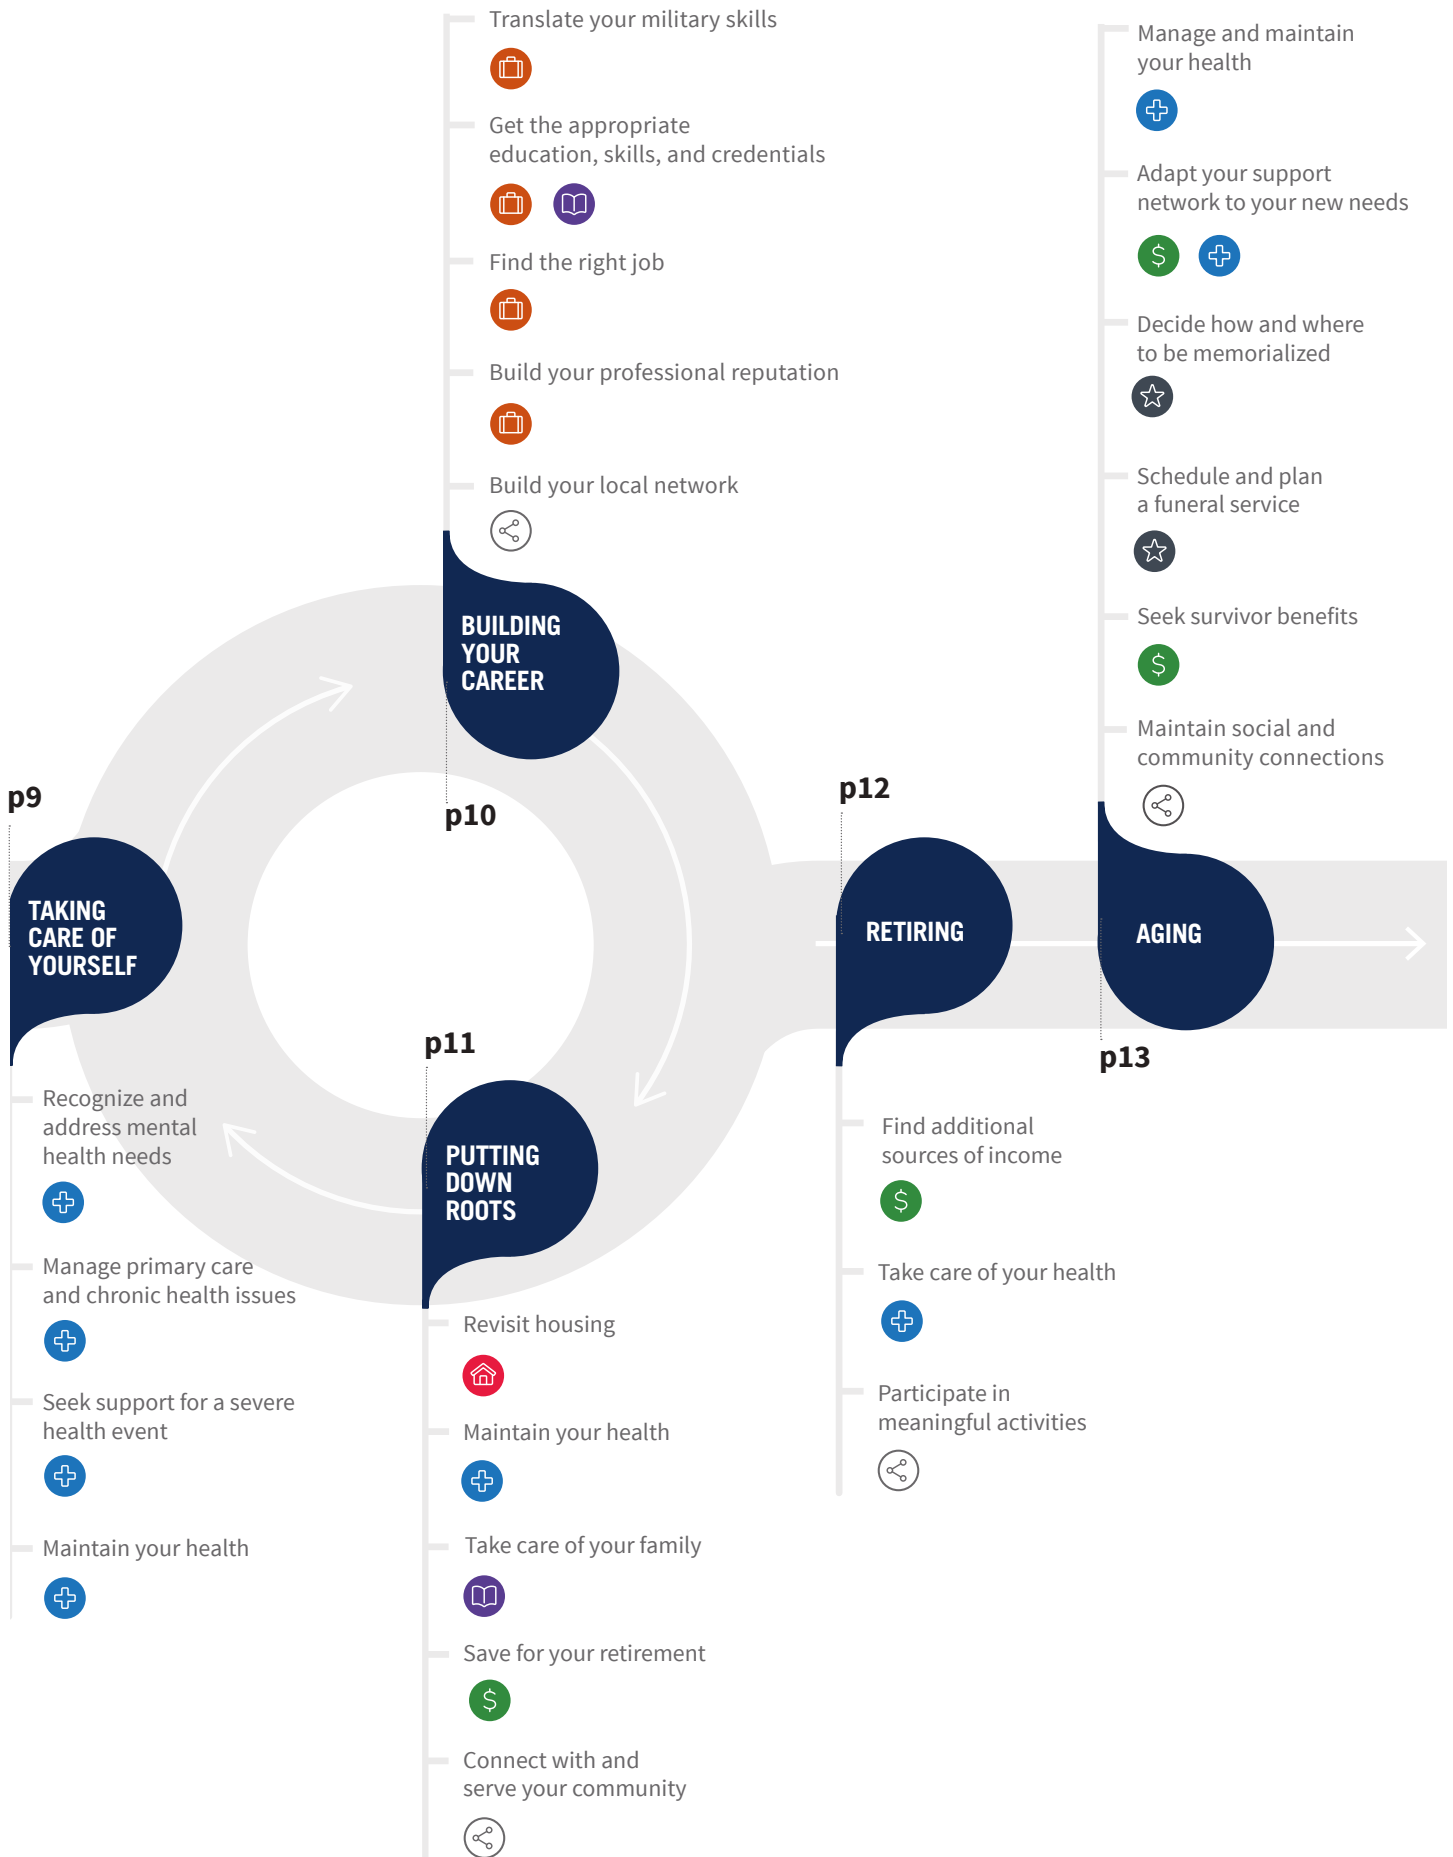 Translate your military skills
Get the appropriate
education, skills, and credentials
Find the right job
Build your professional reputation
Build your local network
BUILDING
YOUR
CAREER
p10
Manage and maintain
your health
Adapt your support
network to your new needs
Decide how and where
to be memorialized
Schedule and plan
a funeral service
Seek survivor benefits
Maintain social and
community connections
p9
TAKING
CARE OF
YOURSELF
Recognize and
address mental
health needs
Manage primary care
and chronic health issues
Seek support for a severe
health event
Maintain your health
p11
PUTTING
DOWN
ROOTS
Revisit housing
Maintain your health
Take care of your family
Save for your retirement
Connect with and
serve your community
p12
RETIRING
Find additional
sources of income
Take care of your health
Participate in
meaningful activities
AGING
p13